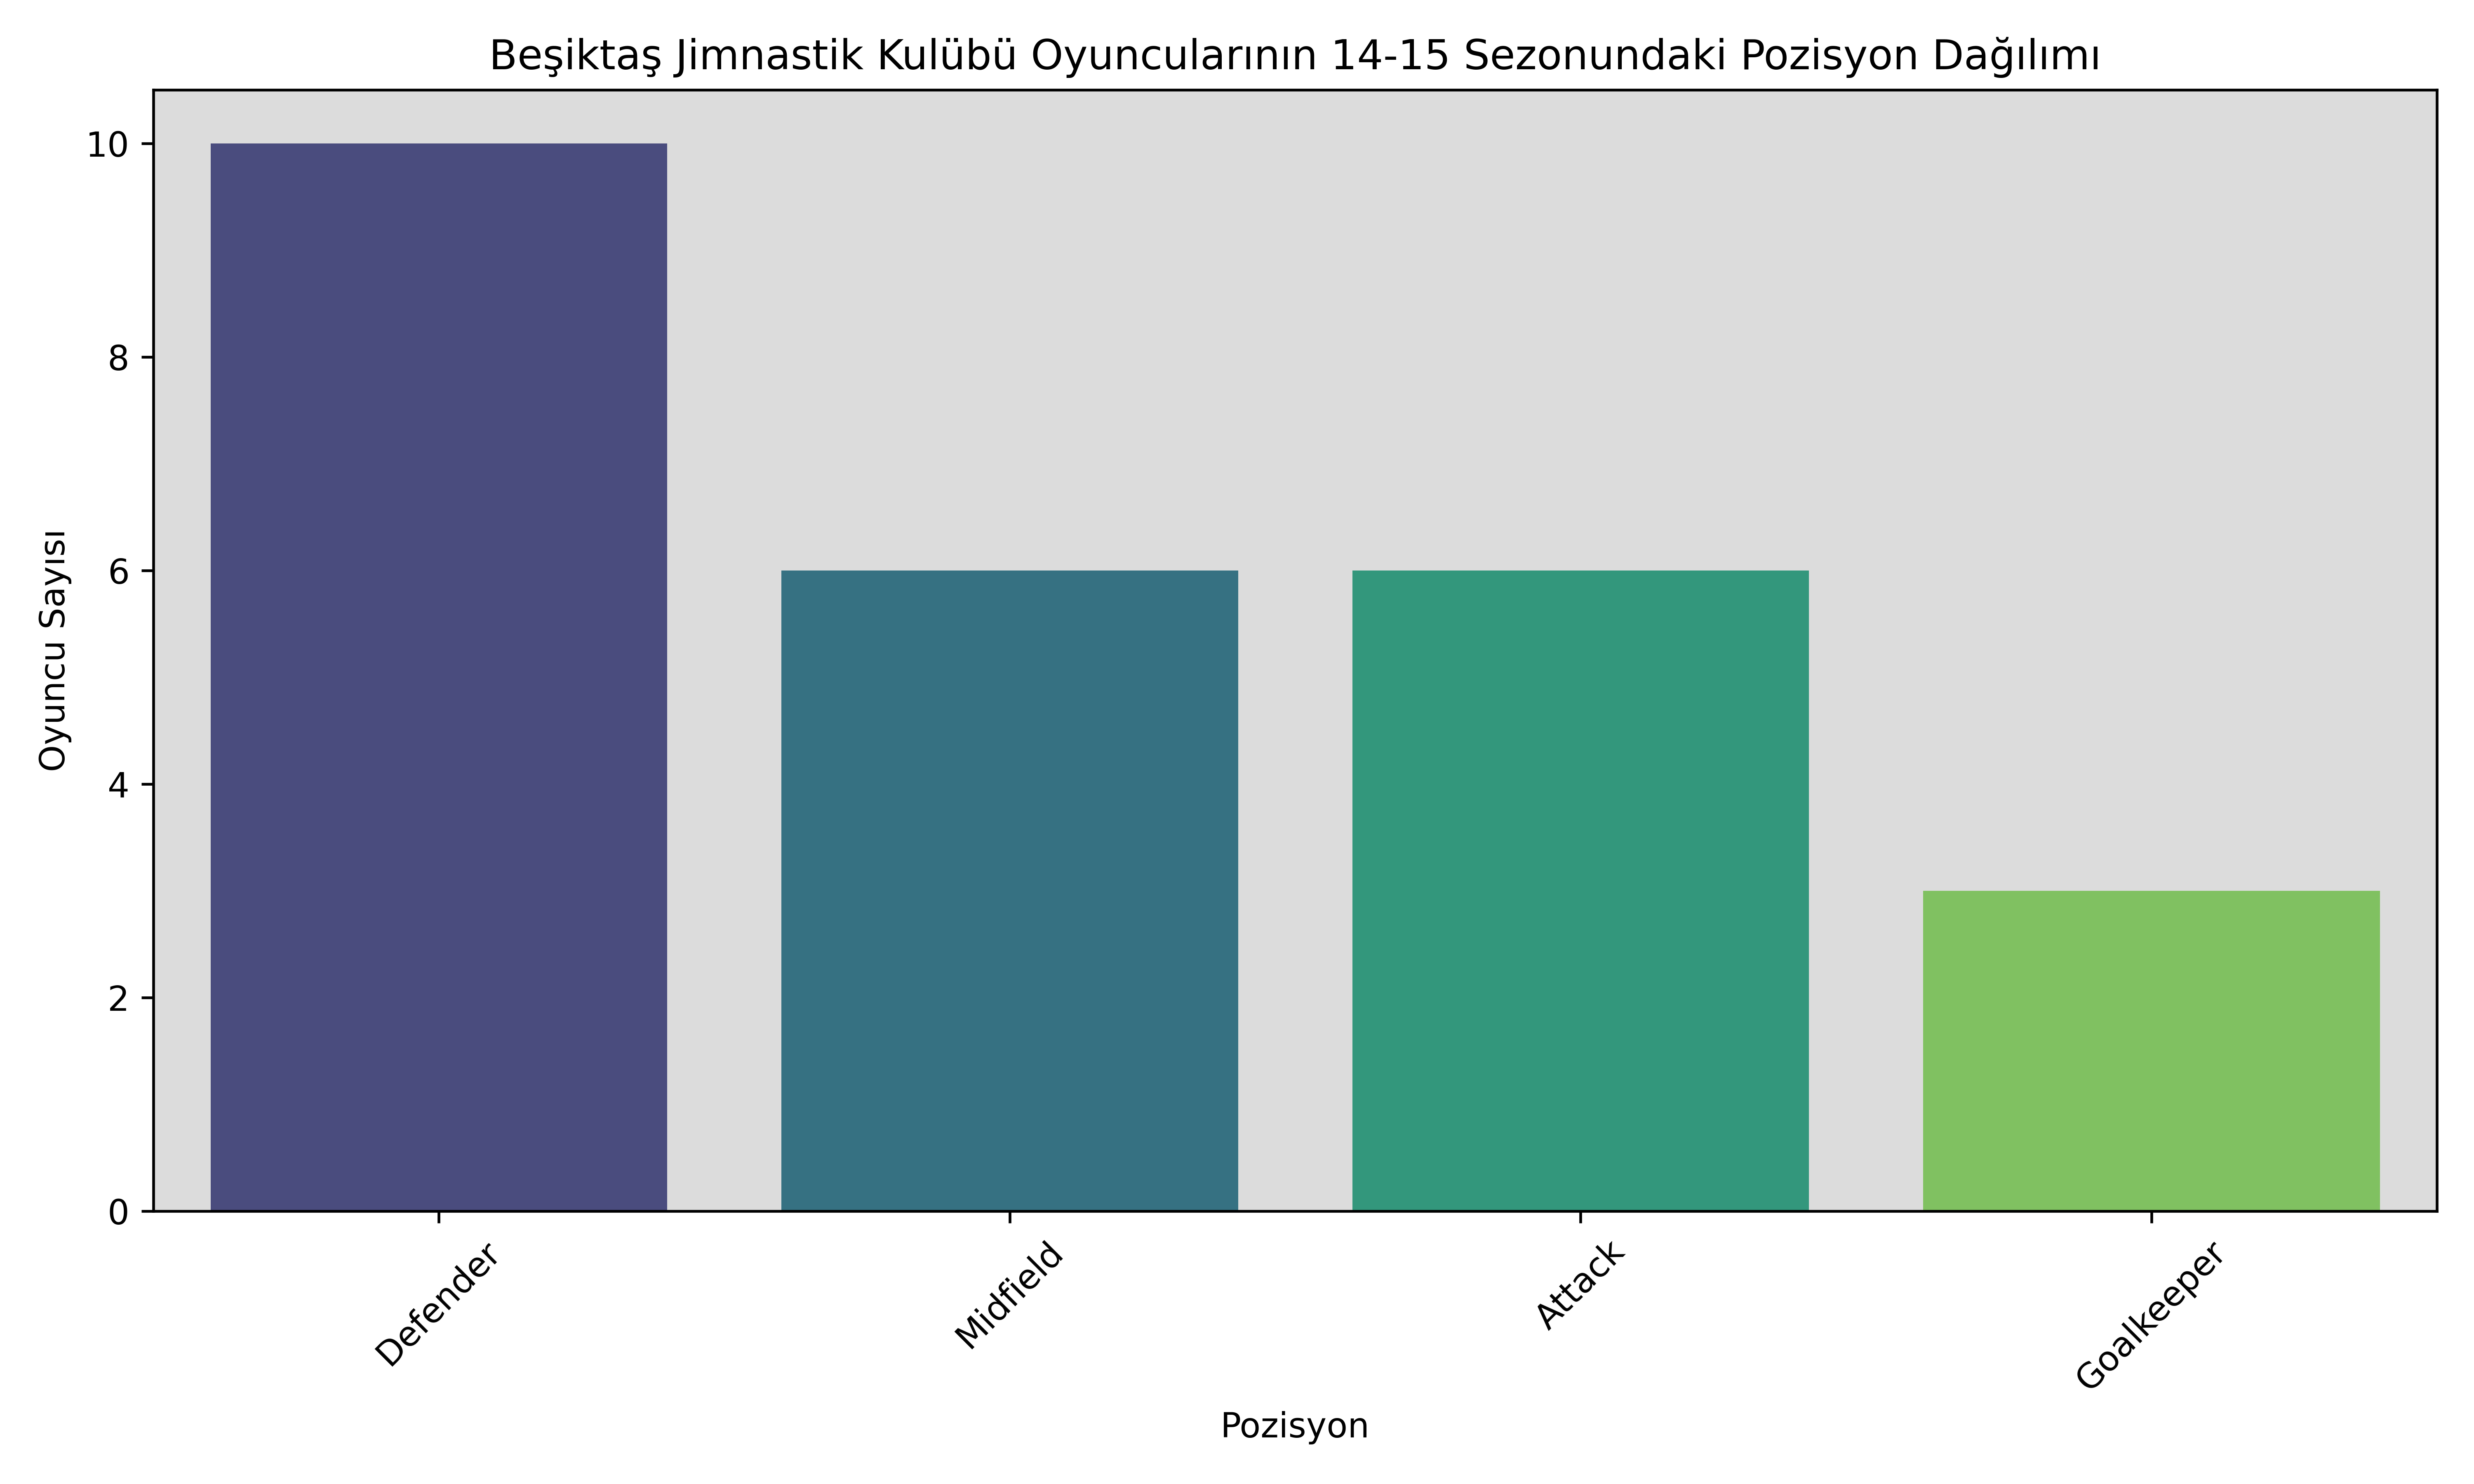 Beşiktaş Jimnastik Kulübü Oyuncularının 14-15 Sezonundaki Pozisyon Dağılımı
Oyuncu Sayısı
10
8
6
4
2
0
Defender
Midfield
Attack
Goalkeeper
Pozisyon